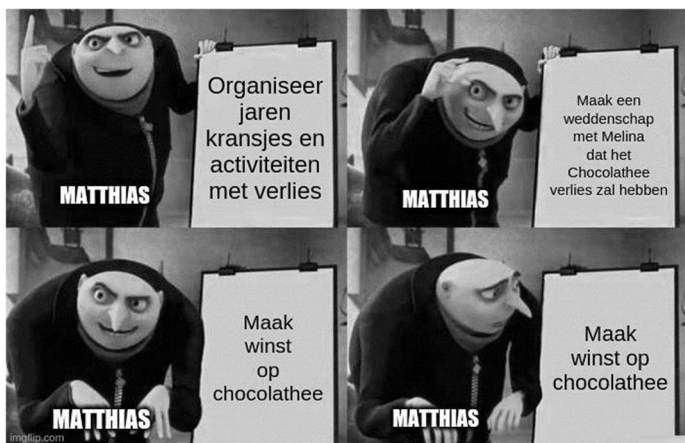 Organiseer
jaren
kransjes en
activiteiten
met verlies
MATTHIAS
Maak een
weddenschap
met Melina
dat het
Chocolathee
verlies zal hebben
MATTHIAS
Maak
winst
op
chocolathee
MATTHIAS
Maak
winst op
chocolathee
MATTHIAS
imgflip.com